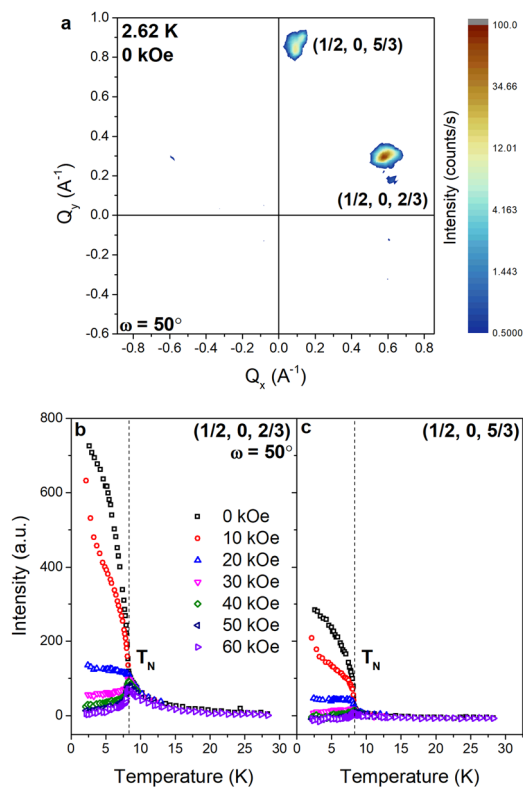 a
2.62 K
0 kOe
(1/2, 0, 5/3)
(1/2, 0, 2/3)
ω = 50°
1.0
0.8
0.6
0.4
0.2
0.0
-0.2
-0.4
-0.6
Q_y (A⁻¹)
-0.8 -0.6 -0.4 -0.2 0.0 0.2 0.4 0.6 0.8
Q_x (A⁻¹)
100.0
34.66
12.01
4.163
1.443
0.5000
Intensity (counts/s)
b
(1/2, 0, 2/3)
ω = 50°
T_N
0 kOe
10 kOe
20 kOe
30 kOe
40 kOe
50 kOe
60 kOe
800
600
400
200
0
Intensity (a.u.)
0 5 10 15 20 25 30
Temperature (K)
c
(1/2, 0, 5/3)
T_N
0 5 10 15 20 25 30
Temperature (K)